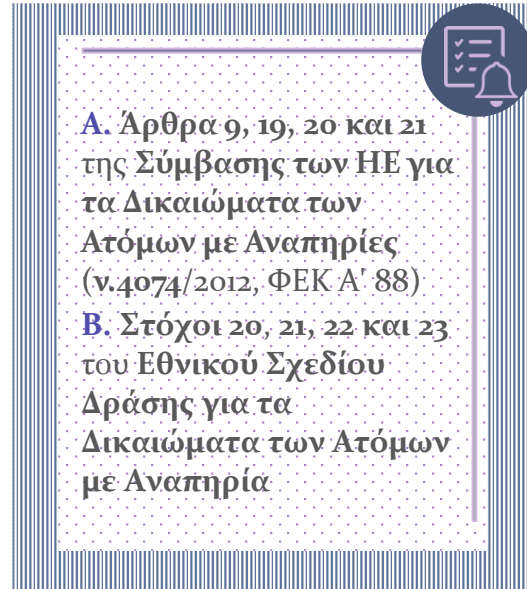 Α. Άρθρα 9, 19, 20 και 21
της Σύμβασης των ΗΕ για
τα Δικαιώματα των
Ατόμων με Αναπηρίες
(ν.4074/2012, ΦΕΚ Α' 88)
Β. Στόχοι 20, 21, 22 και 23
του Εθνικού Σχεδίου
Δράσης για τα
Δικαιώματα των Ατόμων
με Αναπηρία